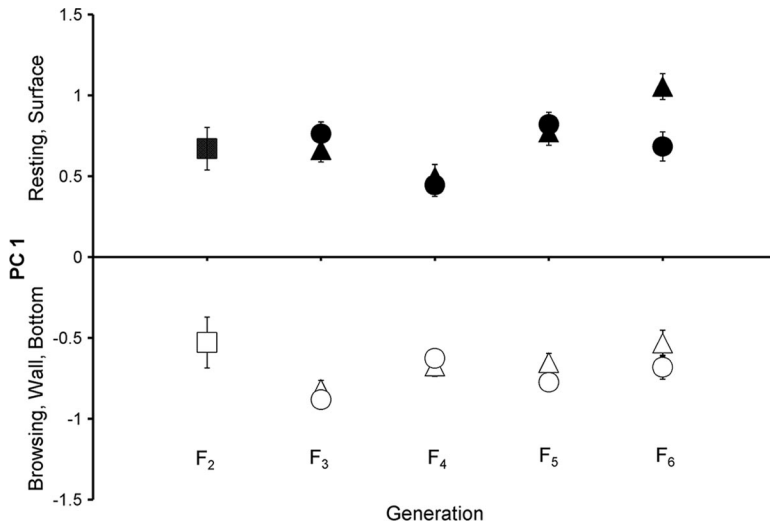 1.5
1
0.5
0
-0.5
-1
-1.5
Resting, Surface
PC 1
Browsing, Wall, Bottom
F2
F3
F4
F5
F6
Generation